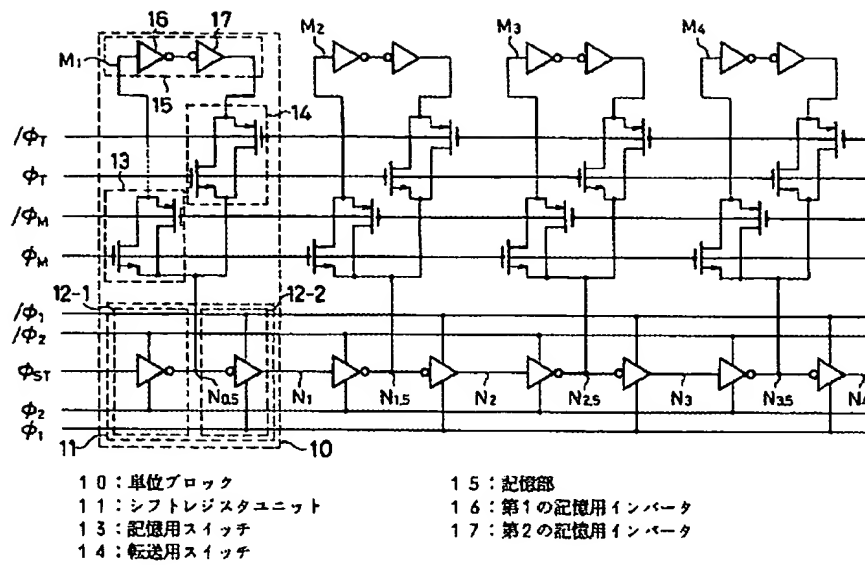 16 17
M1 M2 M3 M4
15 14
/ΦT
ΦT
13
/ΦM
ΦM
12-1 12-2
/Φ1
/Φ2
ΦST
N0.5 N1 N1,5 N2 N2,5 N3 N3,5 N4
Φ2
Φ1
11 10
10：単位ブロック
11：シフトレジスタユニット
13：記憶用スイッチ
14：転送用スイッチ
15：記憶部
16：第1の記憶用インバータ
17：第2の記憶用インバータ